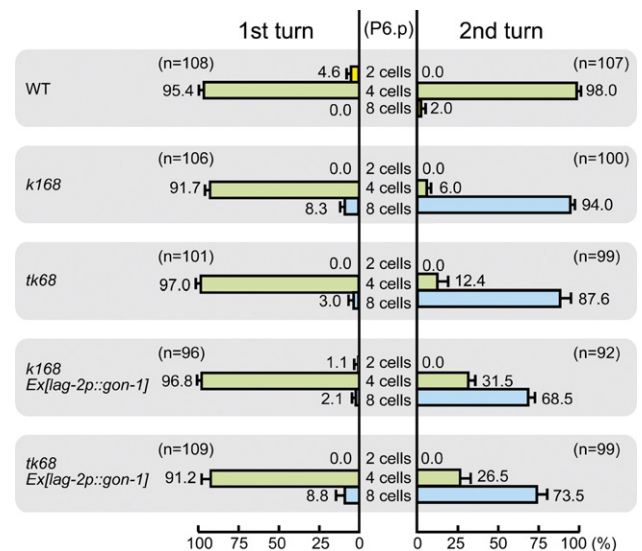 1st turn (P6.p) 2nd turn
(n=108) (n=107)
4.6 2 cells 0.0
WT 95.4 4 cells 98.0
0.0 8 cells 2.0
(n=106) (n=100)
0.0 2 cells 0.0
k168 91.7 4 cells 6.0
8.3 8 cells 94.0
(n=101) (n=99)
0.0 2 cells 0.0
tk68 97.0 4 cells 12.4
3.0 8 cells 87.6
(n=96) (n=92)
k168 1.1 2 cells 0.0
Ex[lag-2p::gon-1] 96.8 4 cells 31.5
2.1 8 cells 68.5
(n=109) (n=99)
tk68 0.0 2 cells 0.0
Ex[lag-2p::gon-1] 91.2 4 cells 26.5
8.8 8 cells 73.5
100 75 50 25 0 0 25 50 75 100 (%)